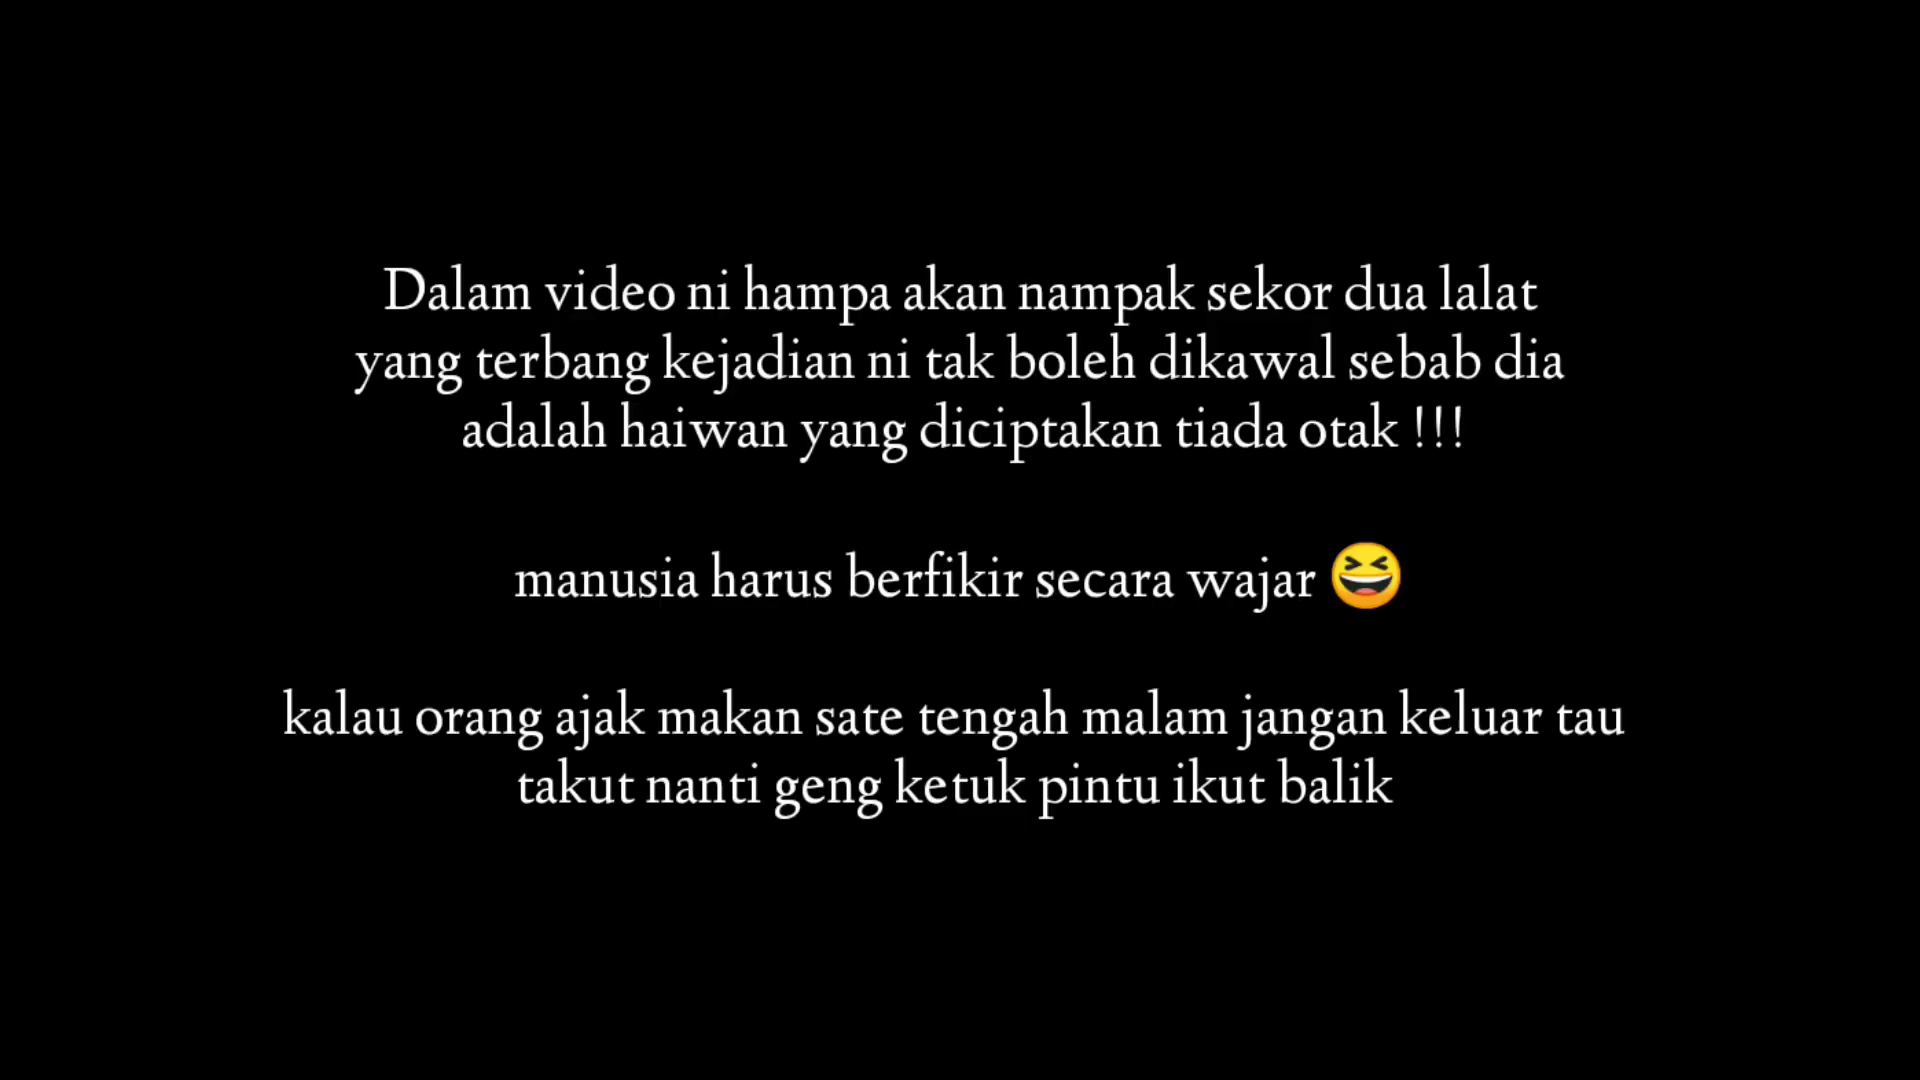 Dalam video ni hampa akan nampak sekor dua lalat
yang terbang kejadian ni tak boleh dikawal sebab dia
adalah haiwan yang diciptakan tiada otak !!!
manusia harus berfikir secara wajar 😆
kalau orang ajak makan sate tengah malam jangan keluar tau
takut nanti geng ketuk pintu ikut balik